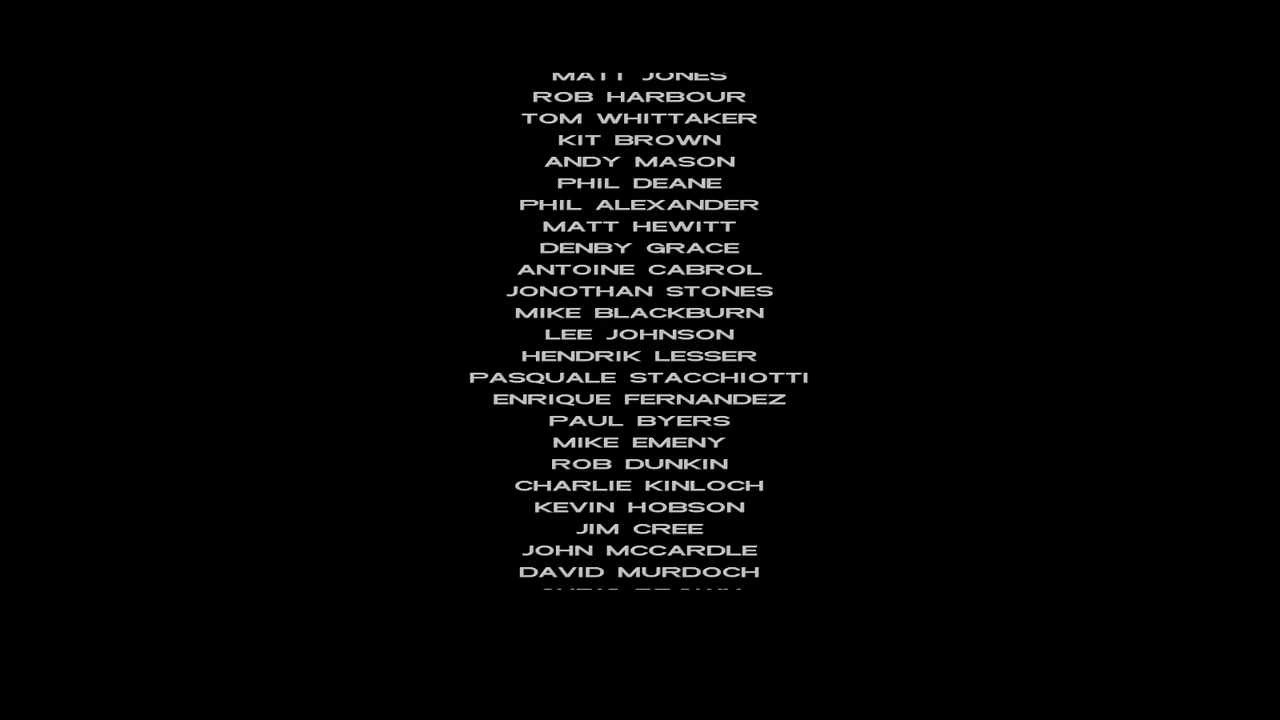 MATT JONES
ROB HARBOUR
TOM WHITTAKER
KIT BROWN
ANDY MASON
PHIL DEANE
PHIL ALEXANDER
MATT HEWITT
DENBY GRACE
ANTOINE CABROL
JONOTHAN STONES
MIKE BLACKBURN
LEE JOHNSON
HENDRIK LESSER
PASQUALE STACCHIOTTI
ENRIQUE FERNANDEZ
PAUL BYERS
MIKE EMENY
ROB DUNKIN
CHARLIE KINLOCH
KEVIN HOBSON
JIM CREE
JOHN MCCARDLE
DAVID MURDOCH